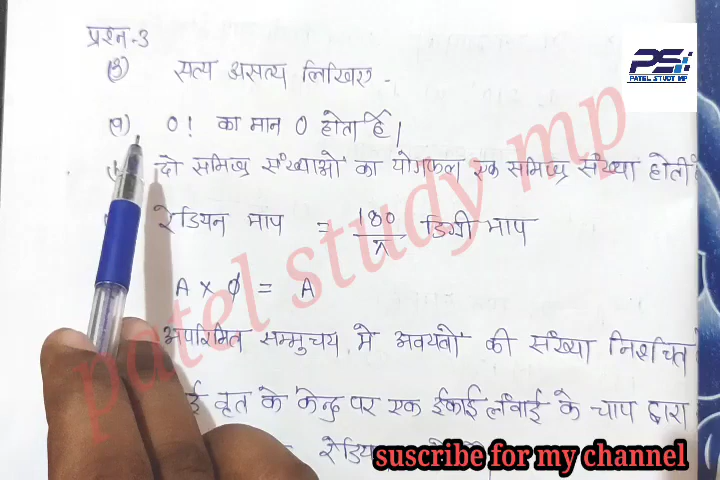 प्रश्न-3
(3) सत्य असत्य लिखिए -
(1) 0! का मान 0 होता है।
दो समिश्र संख्याओं का योगफल एक समिश्र संख्या होती है
रेडियन माप = 180/π डिग्री माप
A × ϕ = A
अपरिमित समुच्चय मे अवयवों की संख्या निश्चित
वृत के केन्द्र पर एक ईकाई लंबाई के चाप द्वारा
PS
PATEL STUDY MP
patel study mp
suscribe for my channel